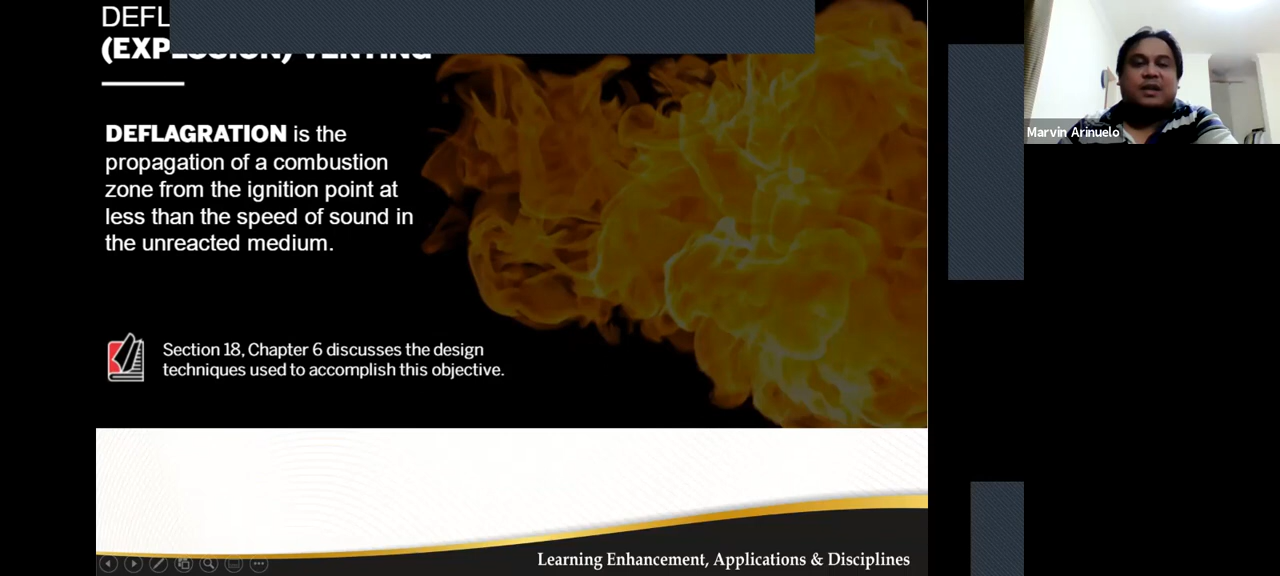 DEFL
(EXPLOSION) VENTING
DEFLAGRATION is the
propagation of a combustion
zone from the ignition point at
less than the speed of sound in
the unreacted medium.
Section 18, Chapter 6 discusses the design
techniques used to accomplish this objective.
Learning Enhancement, Applications & Disciplines
Marvin Arinuelo